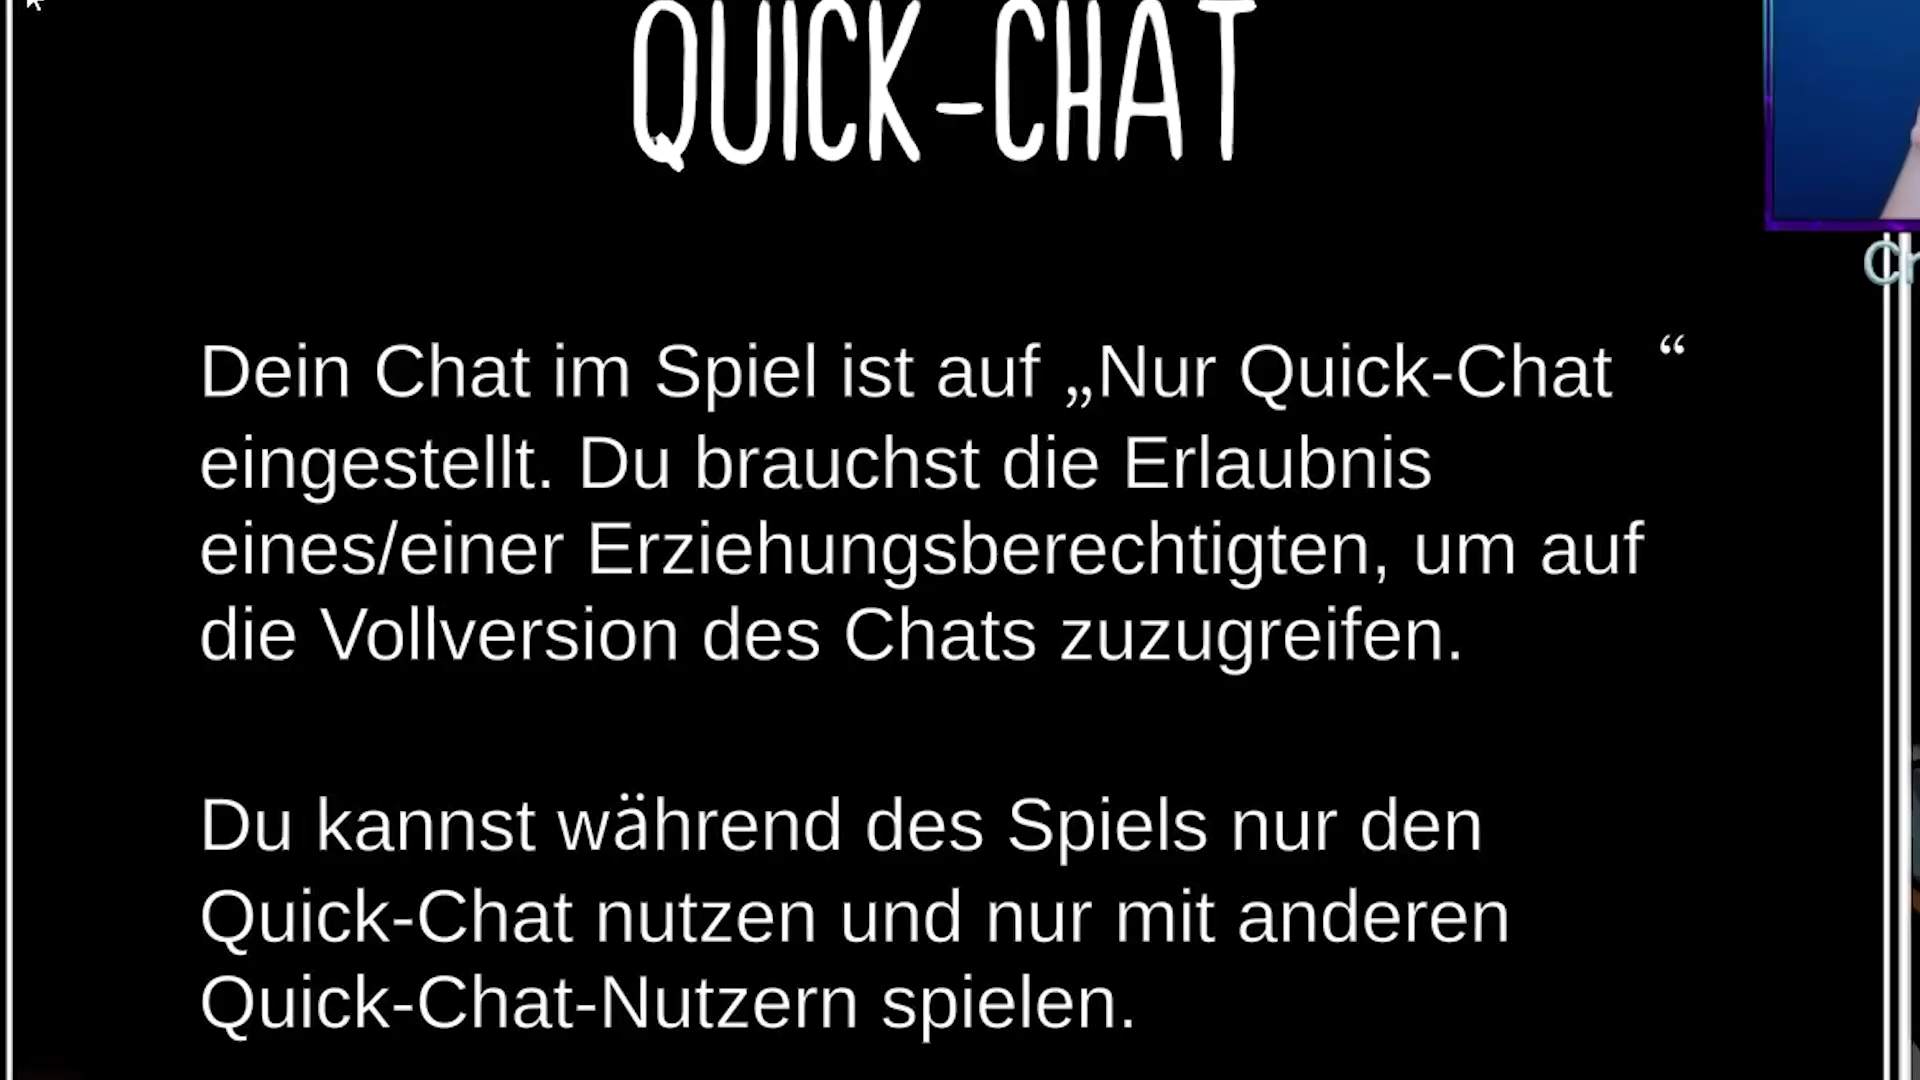 QUICK-CHAT
Dein Chat im Spiel ist auf „Nur Quick-Chat “
eingestellt. Du brauchst die Erlaubnis
eines/einer Erziehungsberechtigten, um auf
die Vollversion des Chats zuzugreifen.
Du kannst während des Spiels nur den
Quick-Chat nutzen und nur mit anderen
Quick-Chat-Nutzern spielen.